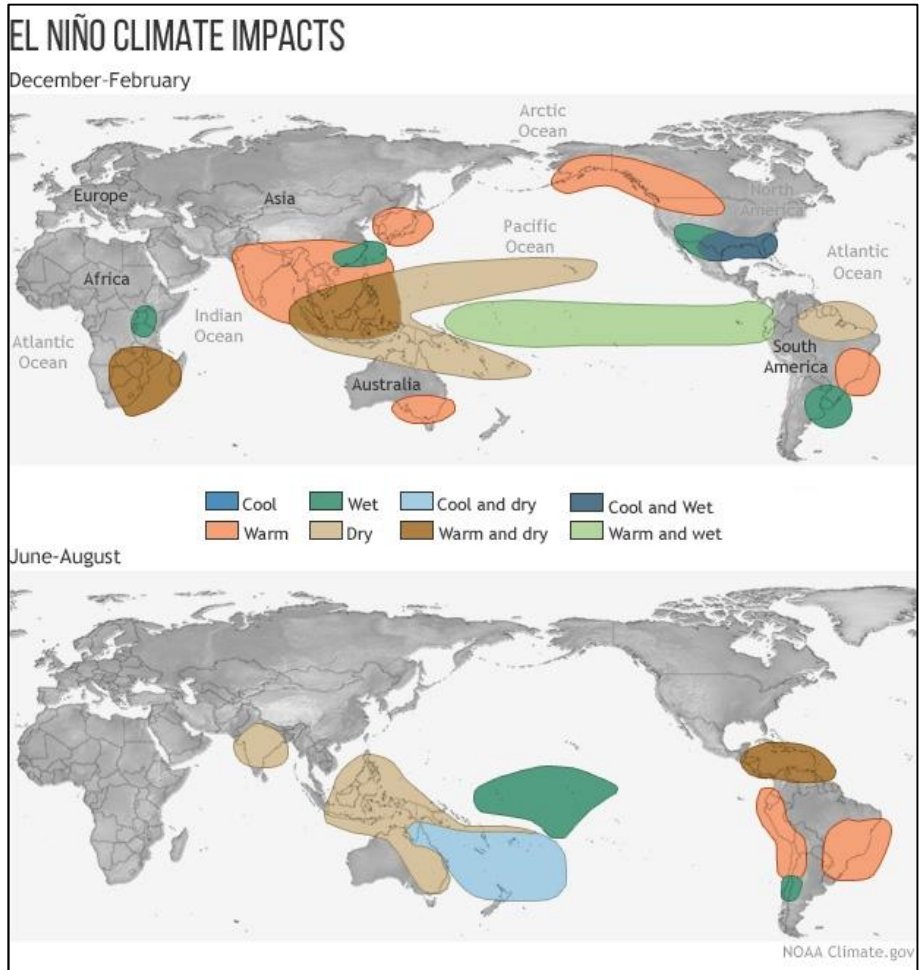 EL NIÑO CLIMATE IMPACTS
December-February
Arctic
Ocean
Europe
Asia
North
America
Pacific
Ocean
Africa
Atlantic
Ocean
Indian
Ocean
Atlantic
Ocean
South
America
Australia
Cool
Wet
Cool and dry
Cool and Wet
Warm
Dry
Warm and dry
Warm and wet
June-August
NOAA Climate.gov